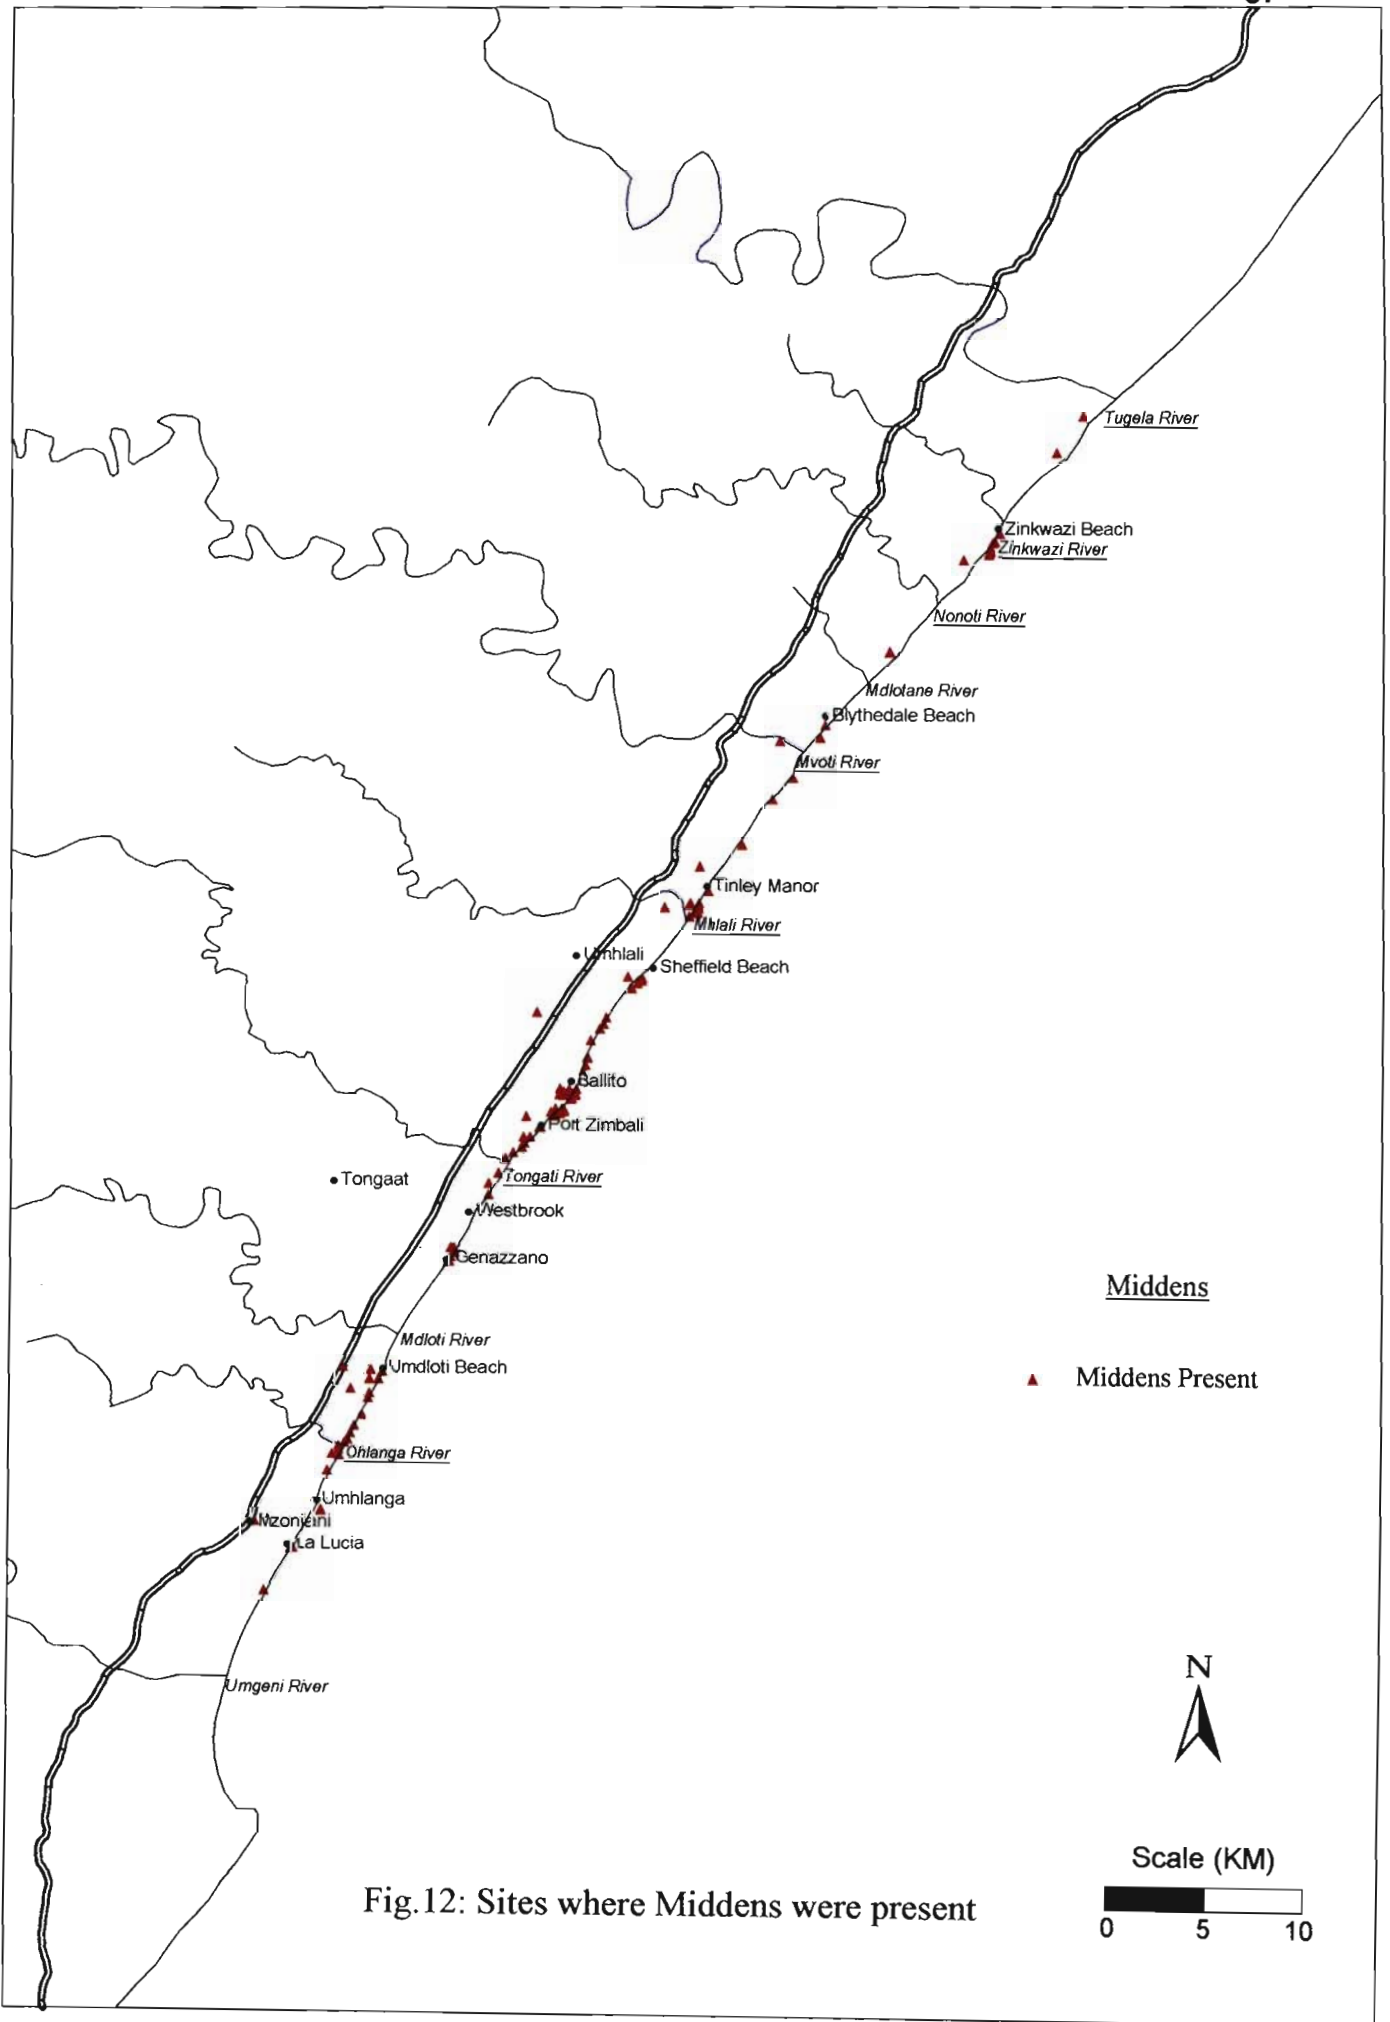 Tugela River
Zinkwazi Beach
Zinkwazi River
Nonoti River
Mdlotane River
Blythedale Beach
Mvoti River
Tinley Manor
Mhlali River
Umhlali
Sheffield Beach
Ballito
Port Zimbali
Tongati River
Tongaat
Westbrook
Genazzano
Middens
Mdloti River
Umdloti Beach
Middens Present
Ohlanga River
Umhlanga
La Lucia
N
Umgeni River
Scale (KM)
Fig.12: Sites where Middens were present
0 5 10